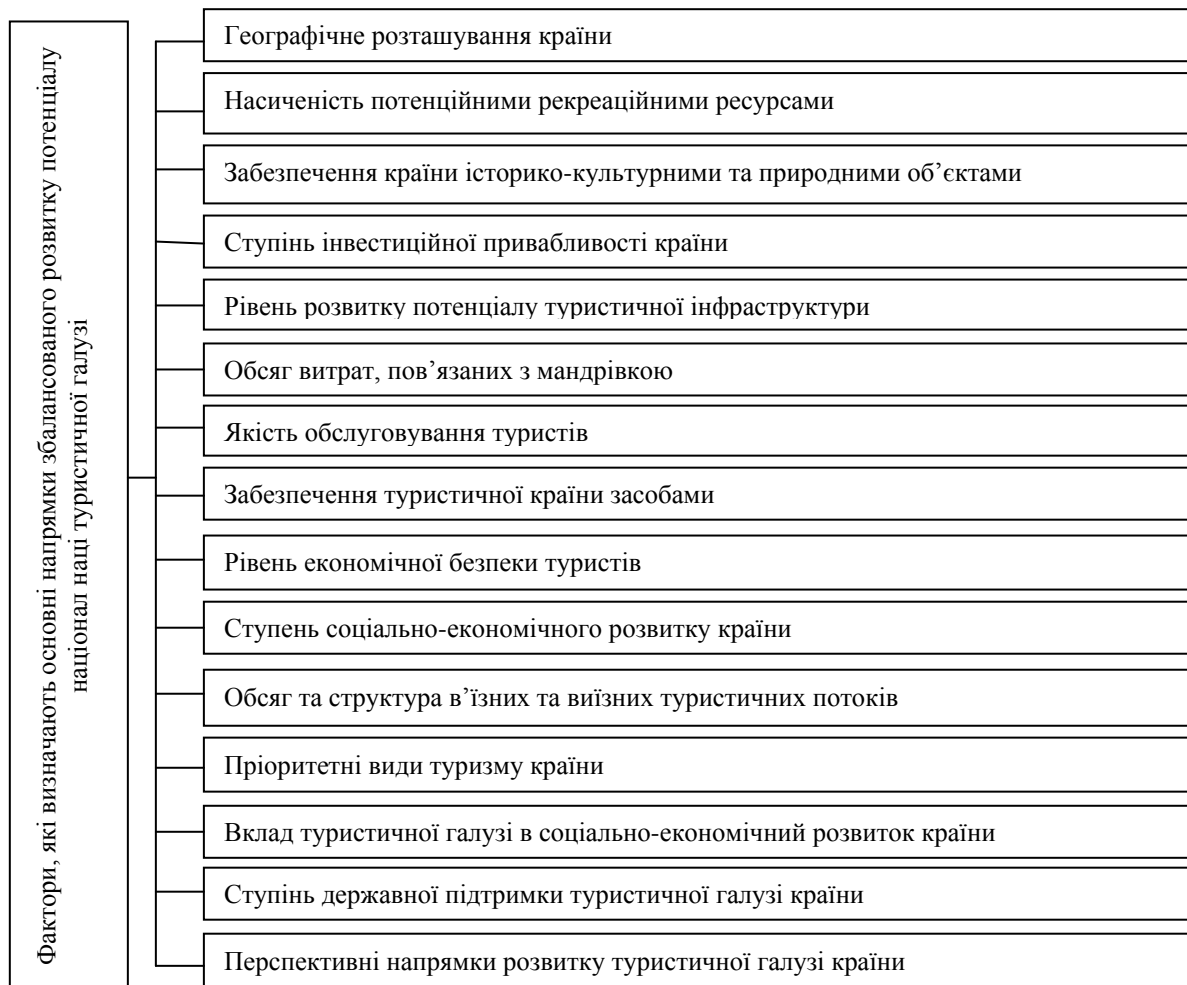 Фактори, які визначають основні напрямки збалансованого розвитку потенціалу
націонал наці туристичної галузі
Географічне розташування країни
Насиченість потенційними рекреаційними ресурсами
Забезпечення країни історико-культурними та природними об’єктами
Ступінь інвестиційної привабливості країни
Рівень розвитку потенціалу туристичної інфраструктури
Обсяг витрат, пов’язаних з мандрівкою
Якість обслуговування туристів
Забезпечення туристичної країни засобами
Рівень економічної безпеки туристів
Ступень соціально-економічного розвитку країни
Обсяг та структура в’їзних та виїзних туристичних потоків
Пріоритетні види туризму країни
Вклад туристичної галузі в соціально-економічний розвиток країни
Ступінь державної підтримки туристичної галузі країни
Перспективні напрямки розвитку туристичної галузі країни